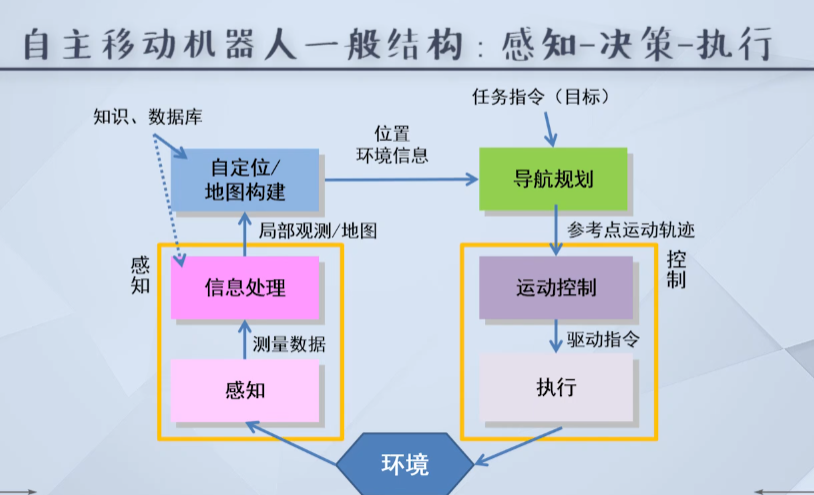 自主移动机器人一般结构：感知-决策-执行
任务指令（目标）
知识、数据库
位置
环境信息
自定位/
地图构建
导航规划
局部观测/地图
参考点运动轨迹
感
知
控
制
信息处理
运动控制
测量数据
驱动指令
感知
执行
环境